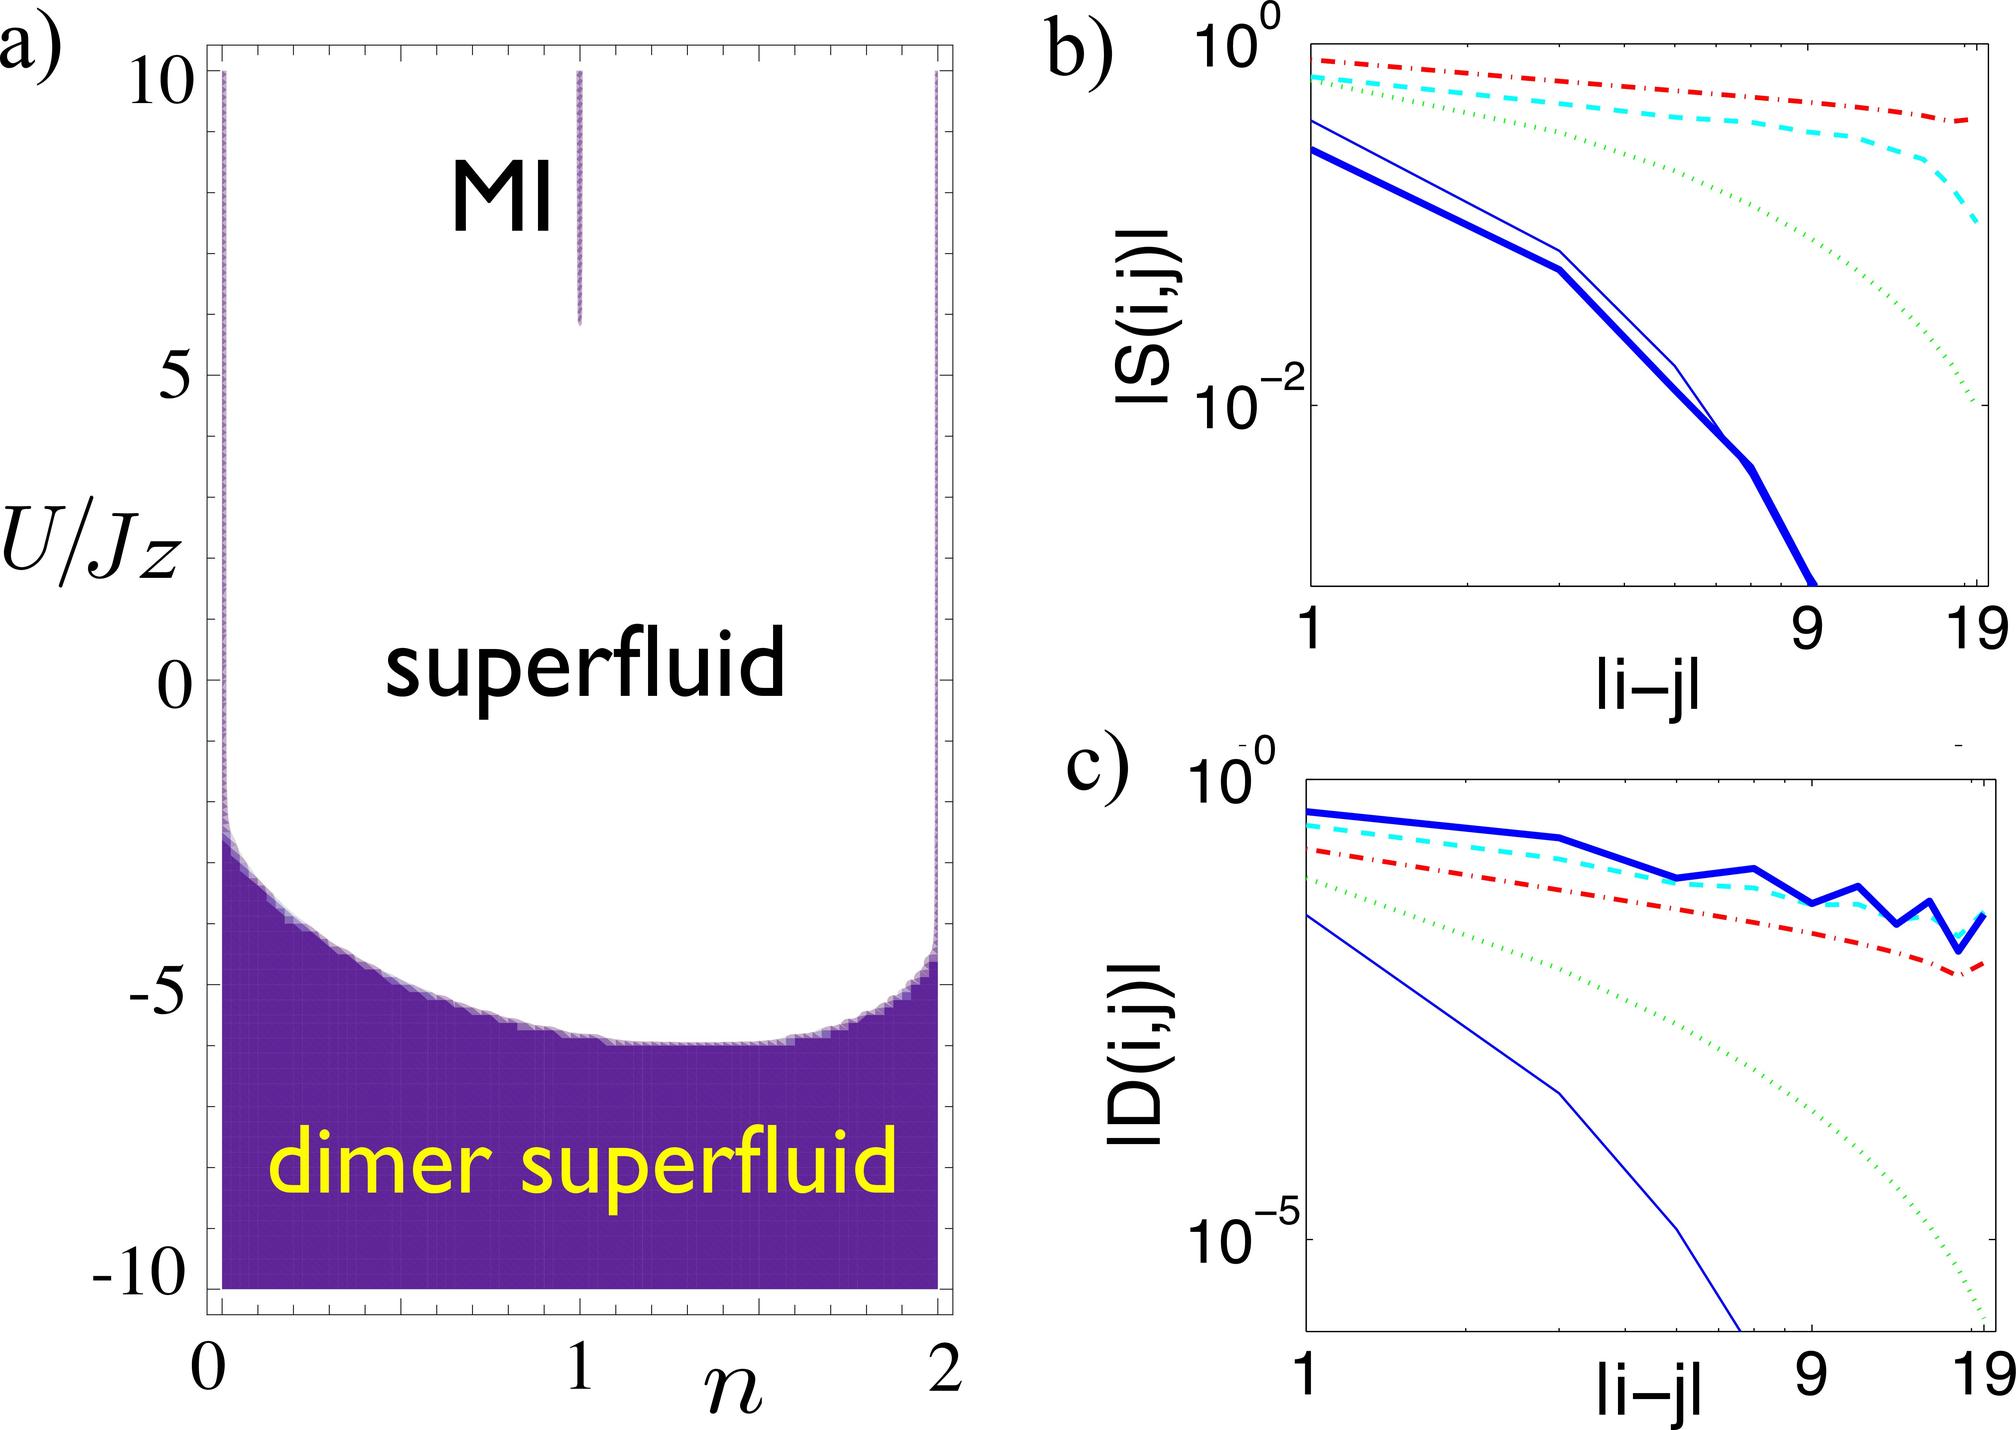 a)
10
5
0
-5
-10
U/Jz
MI
superfluid
dimer superfluid
0 1 n 2
b)
10^0
10^−2
|S(i,j)|
1 9 19
|i−j|
c)
10^0
10^−5
|D(i,j)|
1 9 19
|i−j|